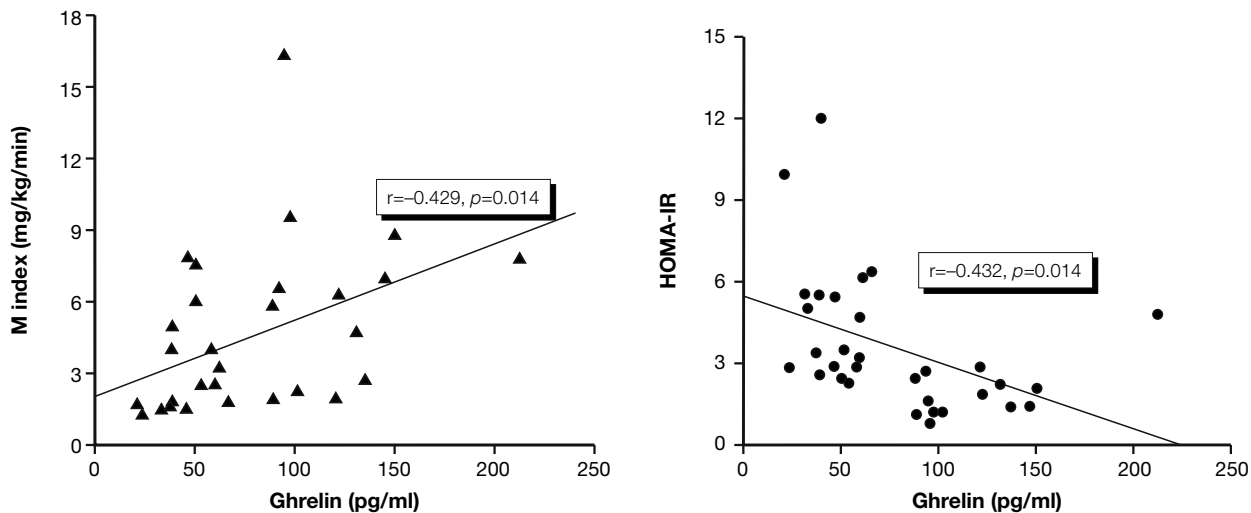 18
15
12
9
6
3
0
M index (mg/kg/min)
r=–0.429, p=0.014
0 50 100 150 200 250
Ghrelin (pg/ml)
15
12
9
6
3
0
HOMA-IR
r=–0.432, p=0.014
0 50 100 150 200 250
Ghrelin (pg/ml)